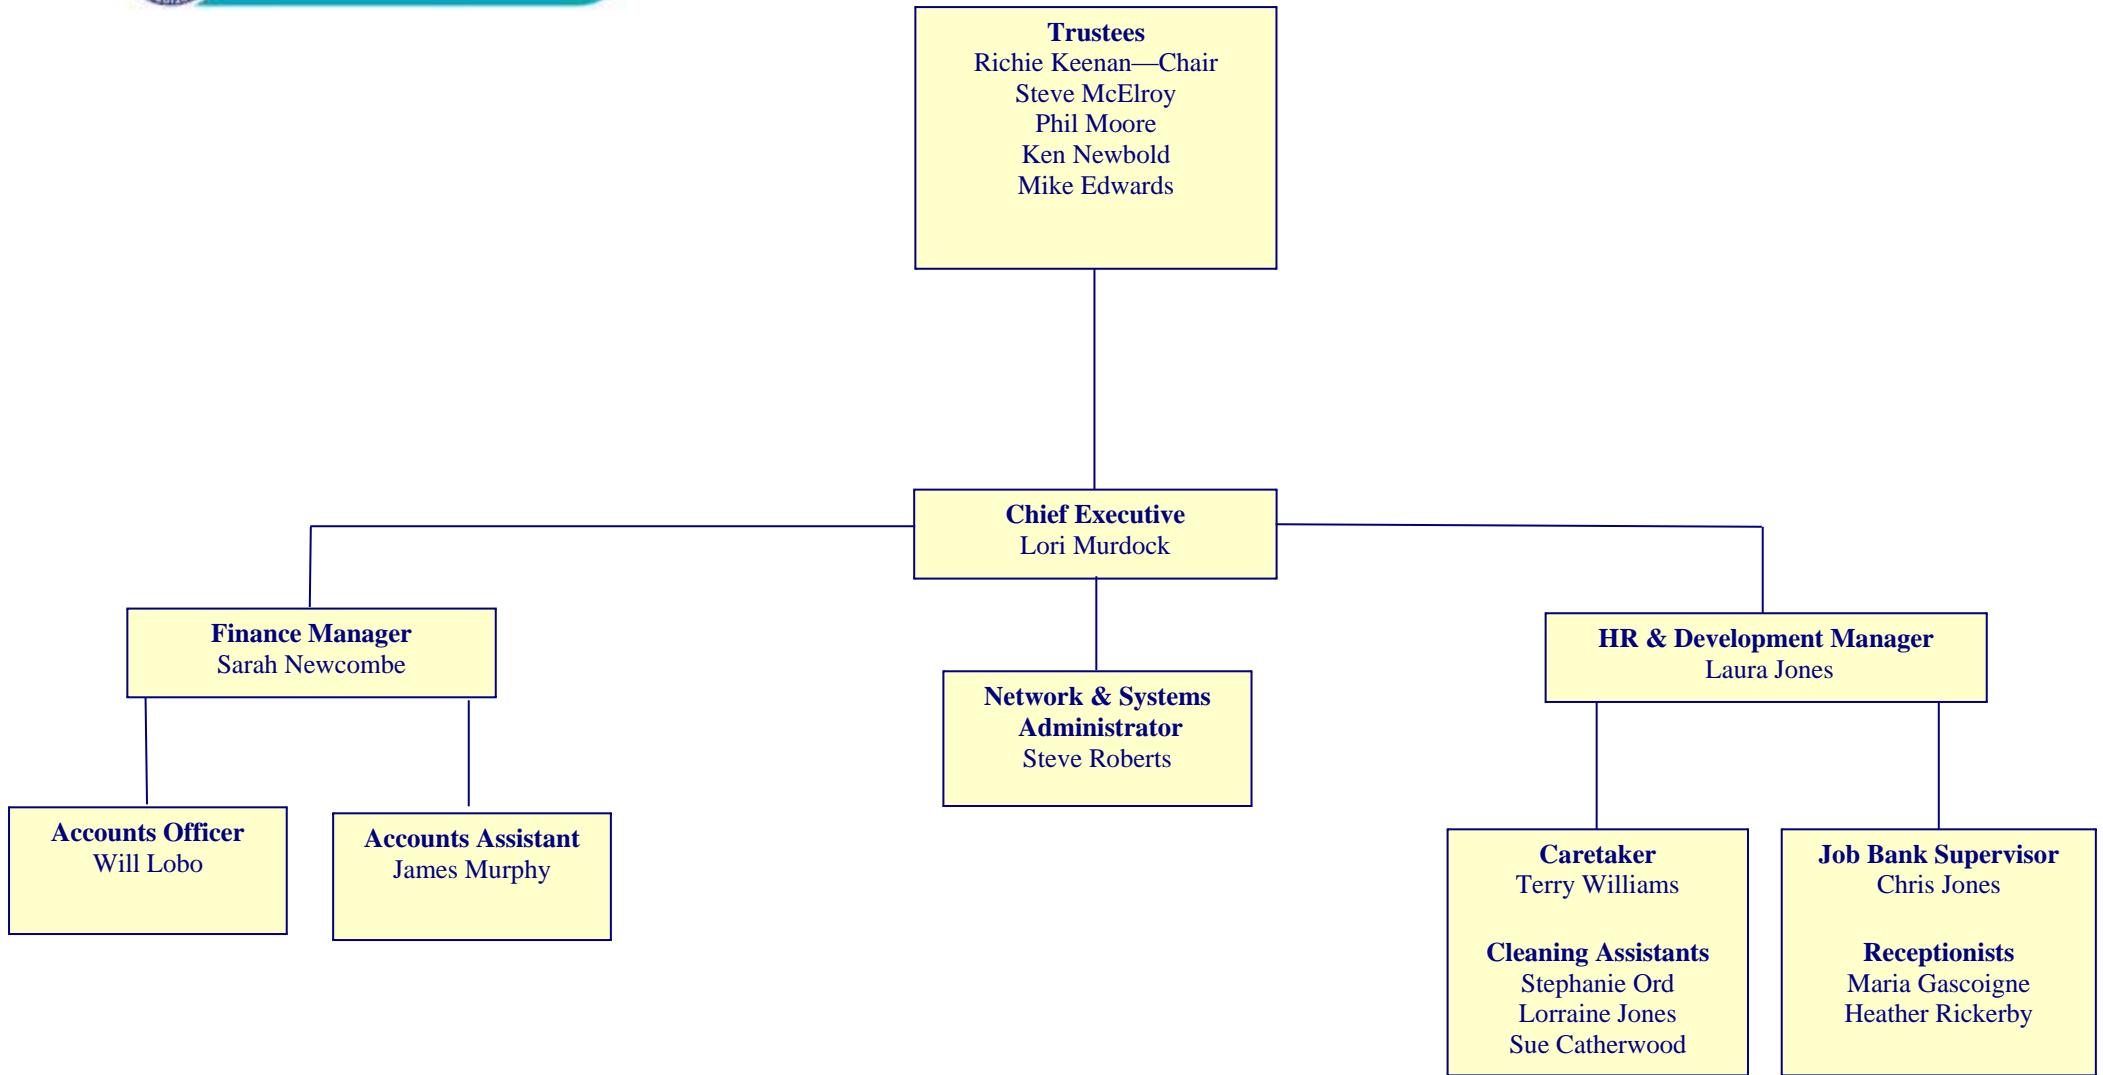 Trustees
Richie Keenan—Chair
Steve McElroy
Phil Moore
Ken Newbold
Mike Edwards
Chief Executive
Lori Murdock
Finance Manager
Sarah Newcombe
Network & Systems
Administrator
Steve Roberts
HR & Development Manager
Laura Jones
Accounts Officer
Will Lobo
Accounts Assistant
James Murphy
Caretaker
Terry Williams
Cleaning Assistants
Stephanie Ord
Lorraine Jones
Sue Catherwood
Job Bank Supervisor
Chris Jones
Receptionists
Maria Gascoigne
Heather Rickerby